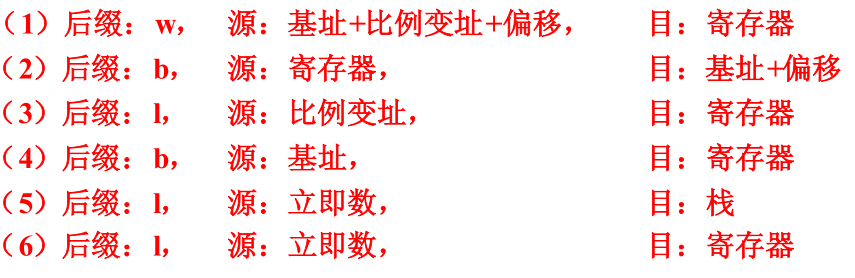 （1）后缀：w， 源：基址+比例变址+偏移， 目：寄存器
（2）后缀：b， 源：寄存器， 目：基址+偏移
（3）后缀：l， 源：比例变址， 目：寄存器
（4）后缀：b， 源：基址， 目：寄存器
（5）后缀：l， 源：立即数， 目：栈
（6）后缀：l， 源：立即数， 目：寄存器